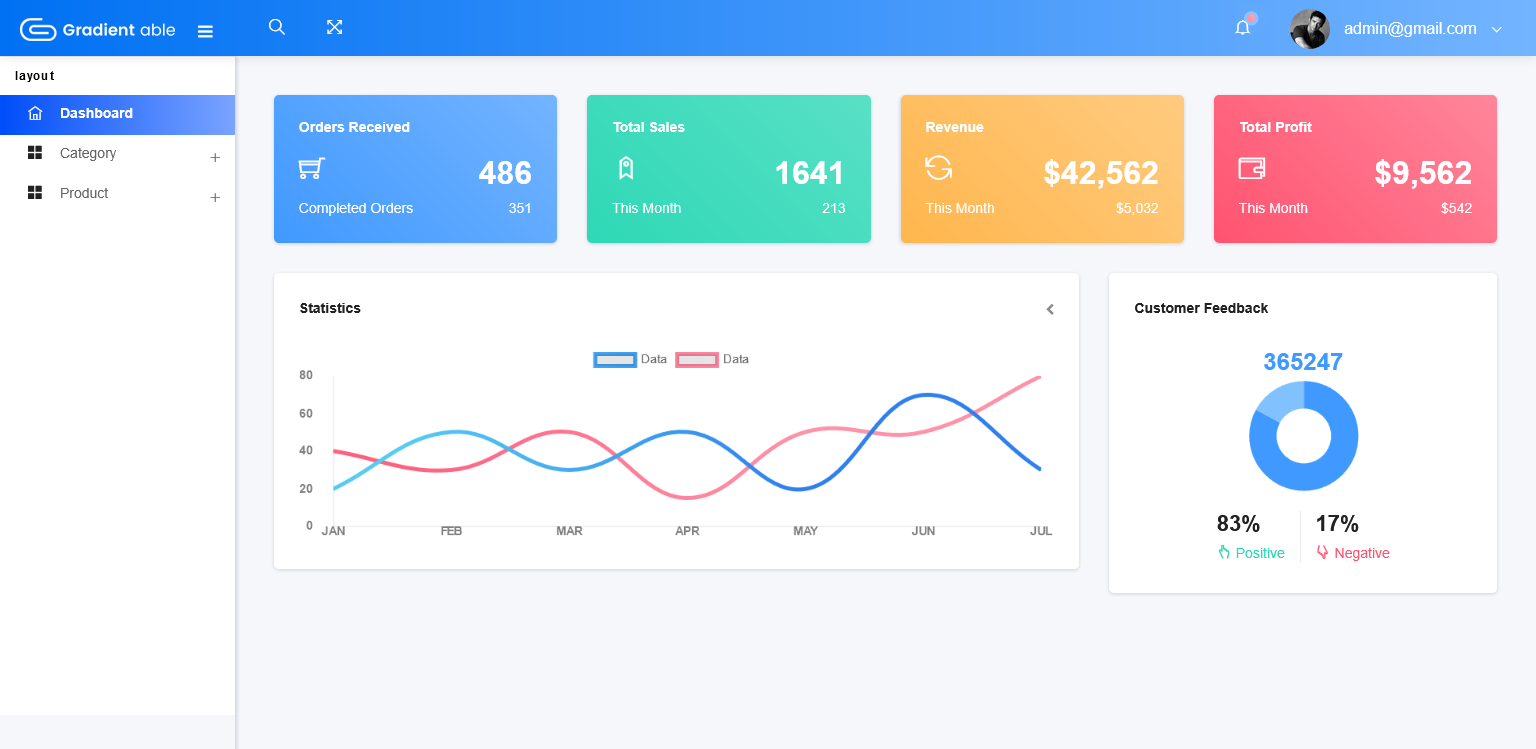 Gradient able
admin@gmail.com
layout
Dashboard
Category
Product
Orders Received
486
Completed Orders 351
Total Sales
1641
This Month 213
Revenue
$42,562
This Month $5,032
Total Profit
$9,562
This Month $542
Statistics
Data Data
80
60
40
20
0
JAN FEB MAR APR MAY JUN JUL
Customer Feedback
365247
83% 17%
Positive Negative